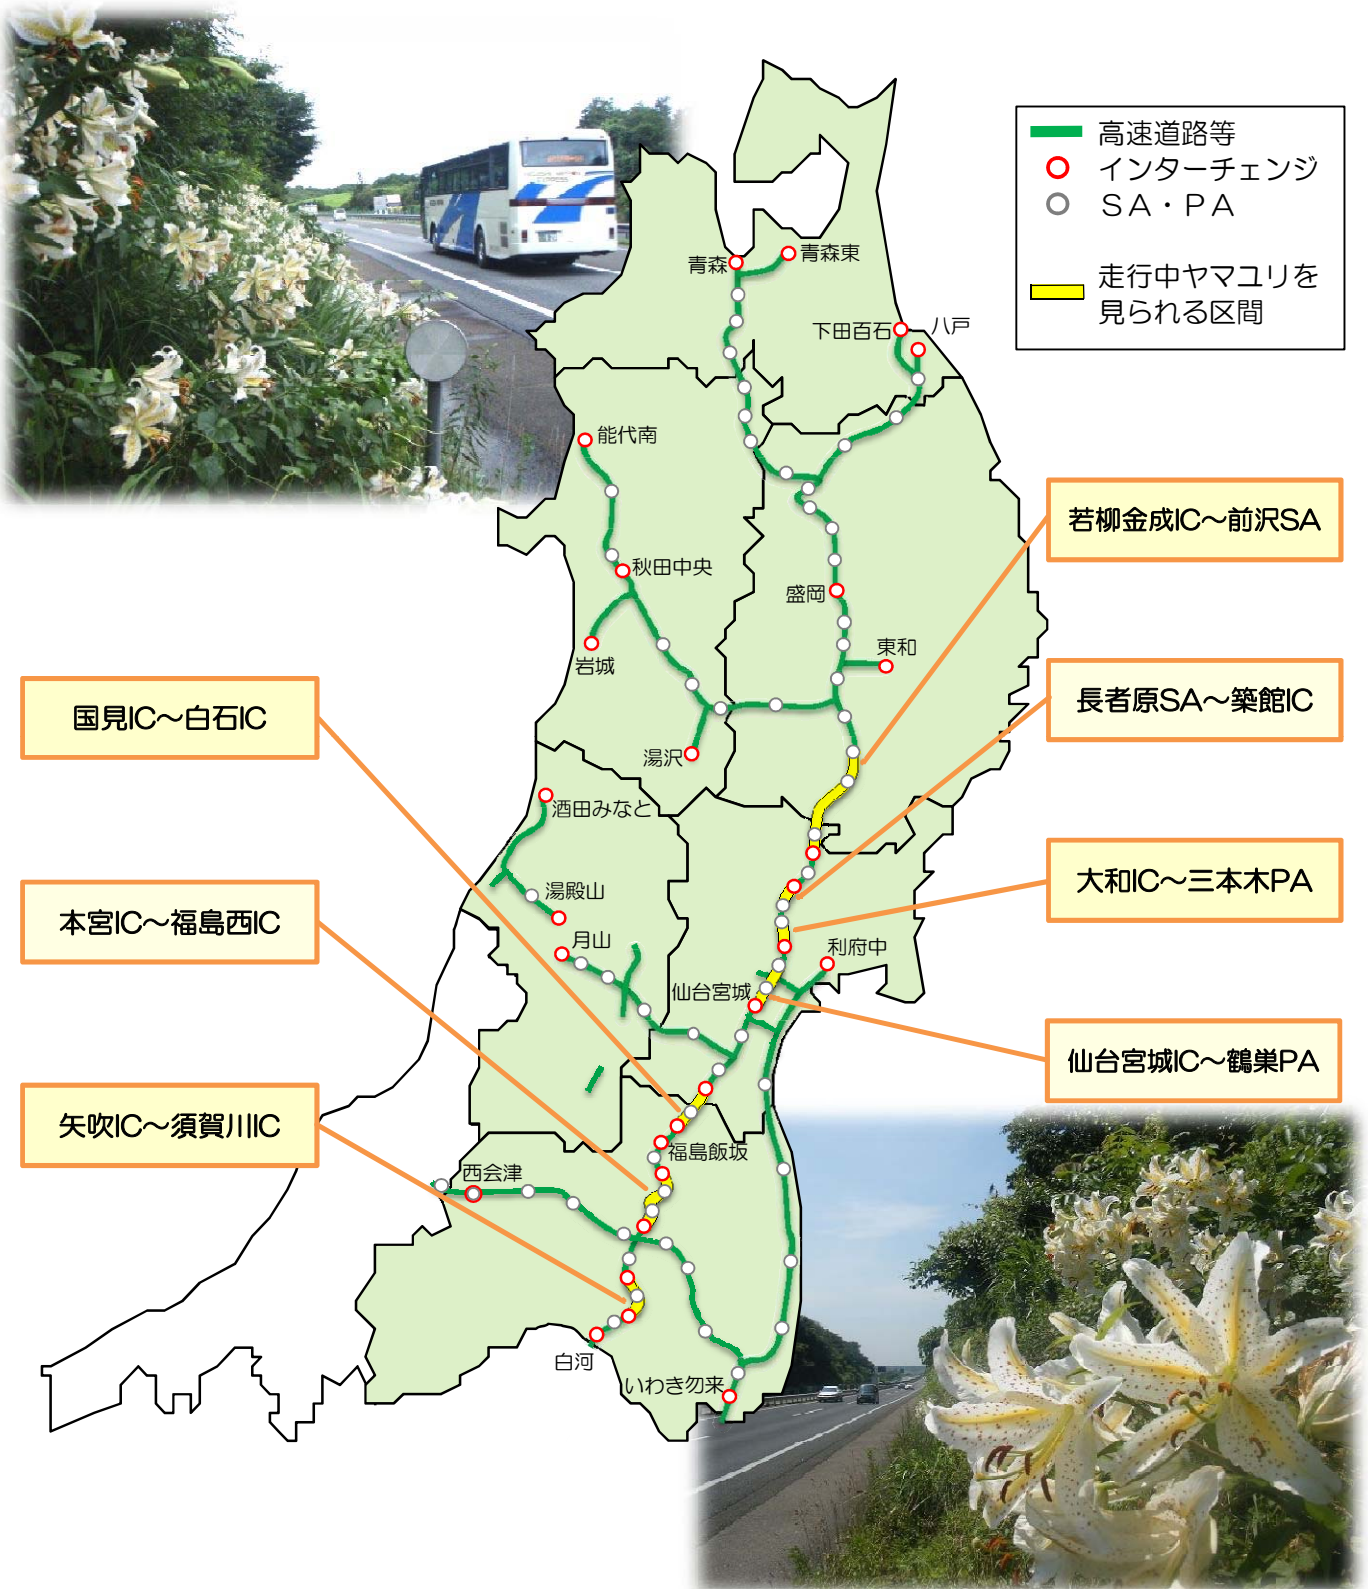 高速道路等
インターチェンジ
ＳＡ・ＰＡ
走行中ヤマユリを
見られる区間
青森
青森東
下田百石
八戸
能代南
秋田中央
岩城
湯沢
盛岡
東和
酒田みなと
湯殿山
月山
利府中
仙台宮城
福島飯坂
西会津
白河
いわき勿来
若柳金成IC～前沢SA
長者原SA～築館IC
大和IC～三本木PA
仙台宮城IC～鶴巣PA
国見IC～白石IC
本宮IC～福島西IC
矢吹IC～須賀川IC